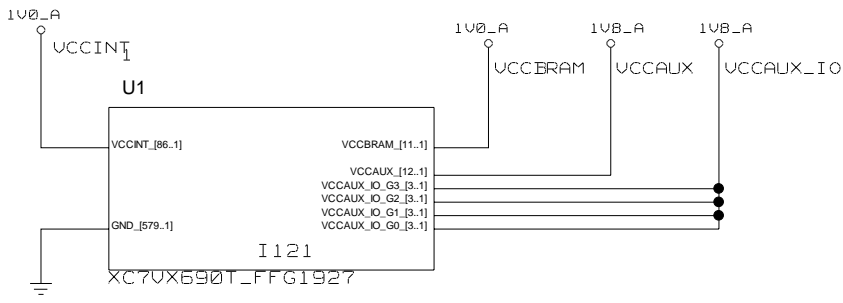 1V0_A
VCCINT
1
1V0_A
1V8_A
1V8_A
VCCBRAM
VCCAUX
VCCAUX_IO
U1
VCCINT_[86..1]
VCCBRAM_[11..1]
VCCAUX_[12..1]
VCCAUX_IO_G3_[3..1]
VCCAUX_IO_G2_[3..1]
VCCAUX_IO_G1_[3..1]
GND_[579..1]
VCCAUX_IO_G0_[3..1]
I121
XC7VX690T_FFG1927